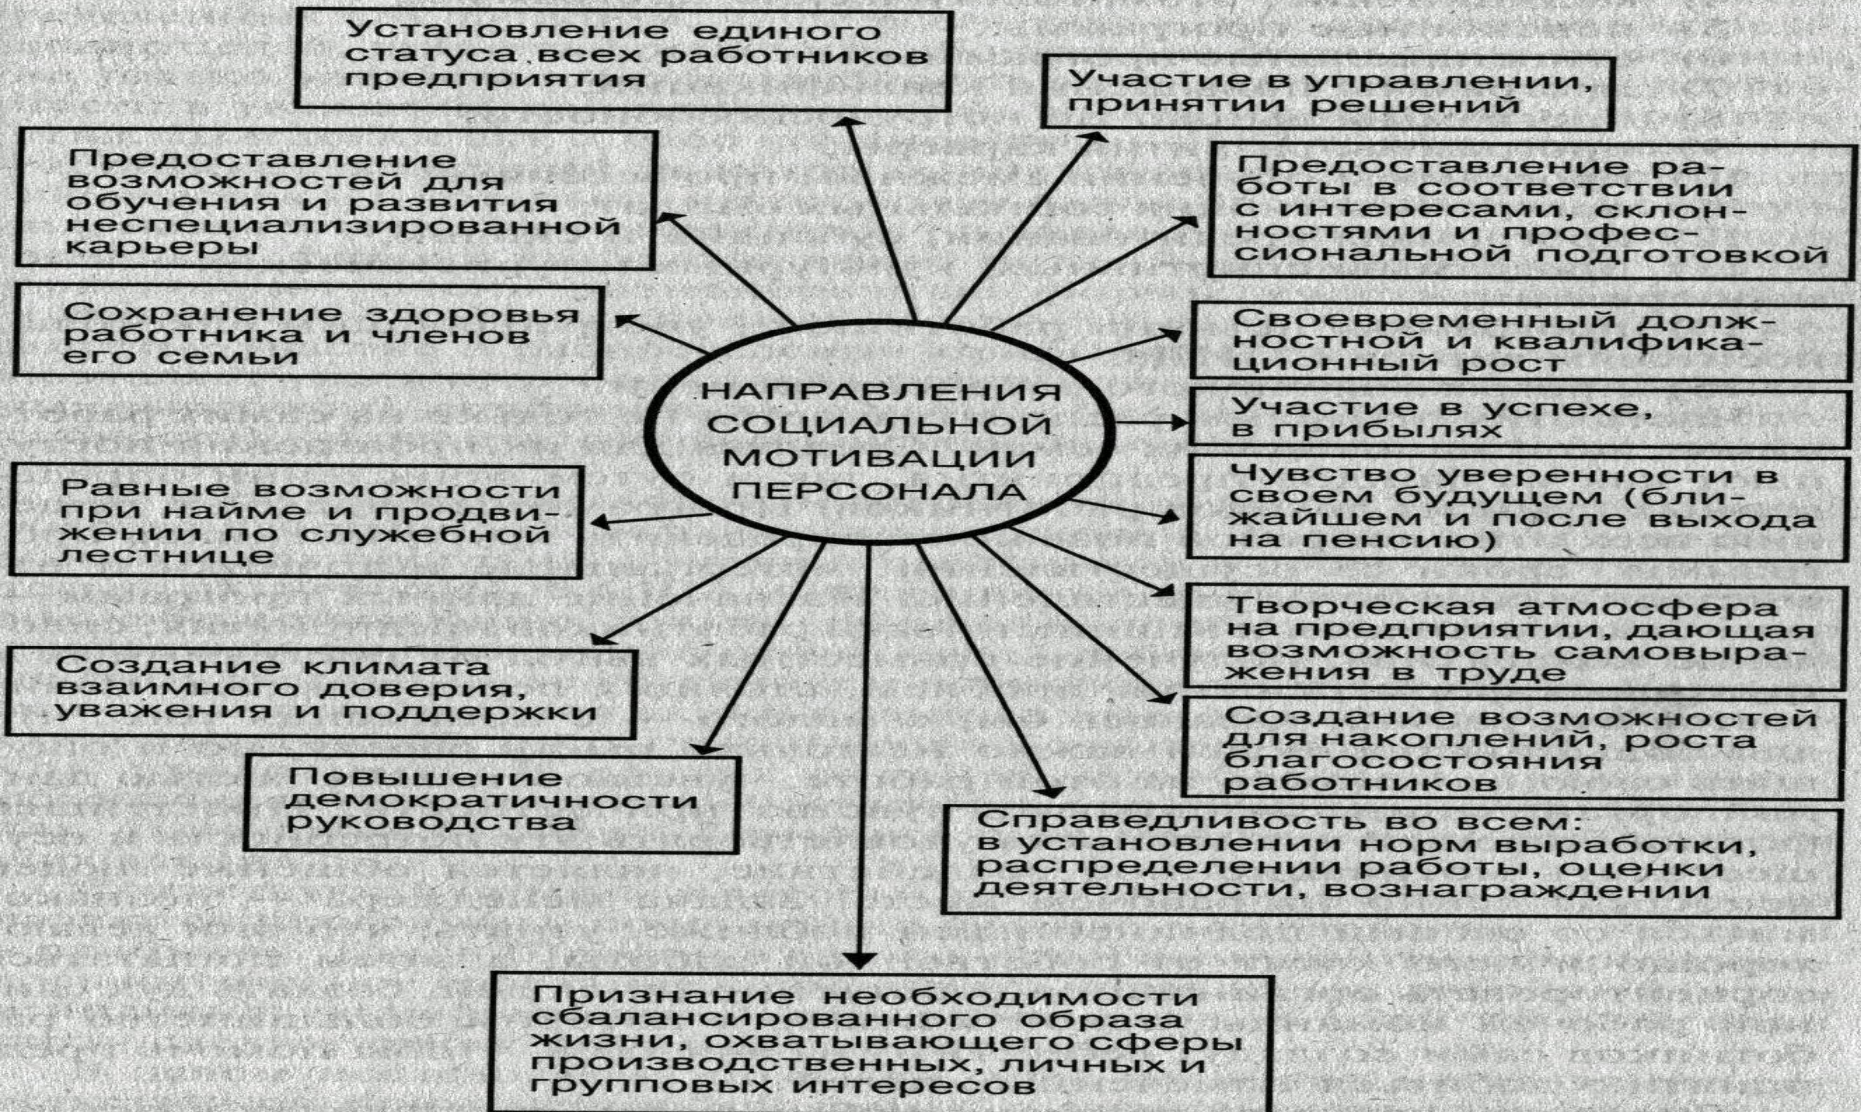 Установление единого
статуса всех работников
предприятия
Участие в управлении,
принятии решений
Предоставление
возможностей для
обучения и развития
неспециализированной
карьеры
Предоставление ра-
боты в соответствии
с интересами, склон-
ностями и профес-
сиональной подготовкой
Сохранение здоровья
работника и членов
его семьи
Своевременный долж-
ностной и квалифика-
ционный рост
НАПРАВЛЕНИЯ
СОЦИАЛЬНОЙ
МОТИВАЦИИ
ПЕРСОНАЛА
Участие в успехе,
в прибылях
Равные возможности
при найме и продви-
жении по служебной
лестнице
Чувство уверенности в
своем будущем (бли-
жайшем и после выхода
на пенсию)
Творческая атмосфера
на предприятии, дающая
возможность самовыра-
жения в труде
Создание климата
взаимного доверия,
уважения и поддержки
Создание возможностей
для накоплений, роста
благосостояния
работников
Повышение
демократичности
руководства
Справедливость во всем:
в установлении норм выработки,
распределении работы, оценки
деятельности, вознаграждении
Признание необходимости
сбалансированного образа
жизни, охватывающего сферы
производственных, личных и
групповых интересов